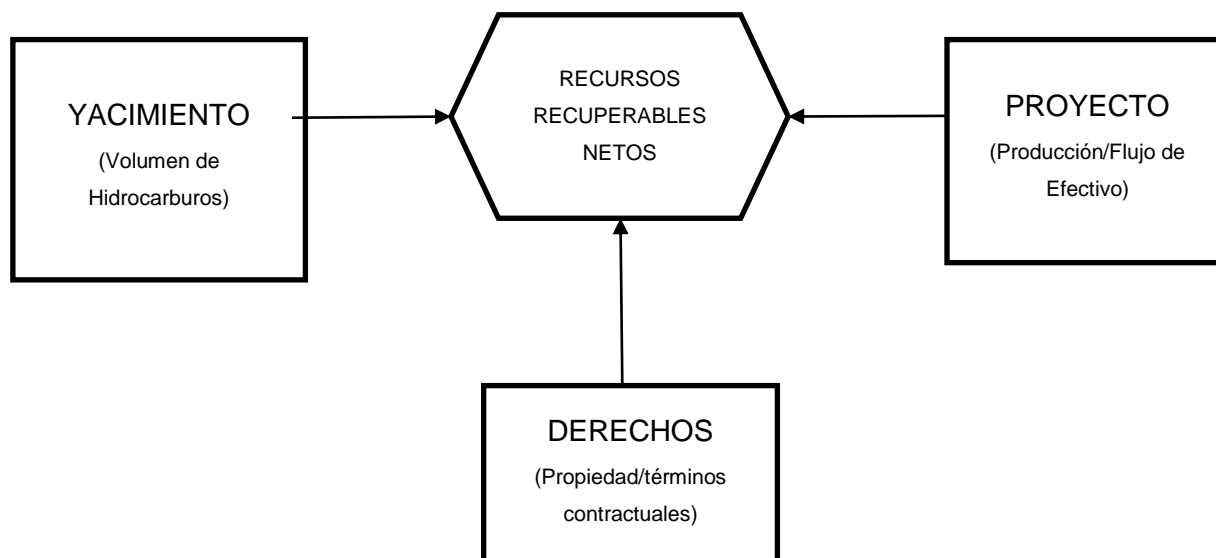 YACIMIENTO
(Volumen de
Hidrocarburos)
RECURSOS
RECUPERABLES
NETOS
PROYECTO
(Producción/Flujo de
Efectivo)
DERECHOS
(Propiedad/términos
contractuales)